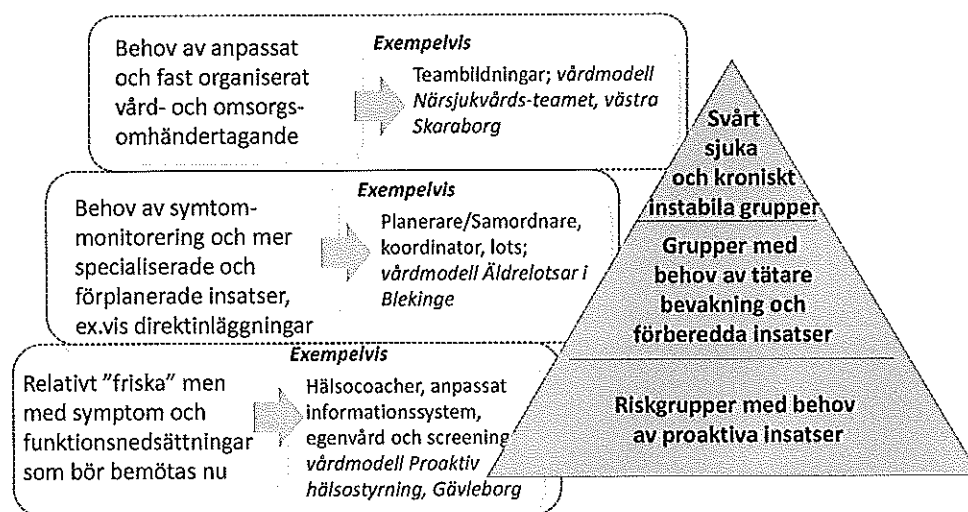 Behov av anpassat
och fast organiserat
vård- och omsorgs-
omhändertagande
Exempelvis
Teambildningar; vårdmodell
Närsjukvårds-teamet, västra
Skaraborg
Svårt
sjuka
och kroniskt
instabila grupper
Behov av symtom-
monitorering och mer
specialiserade och
förplanerade insatser,
ex.vis direktinläggningar
Exempelvis
Planerare/Samordnare,
koordinator, lots;
vårdmodell Äldrelotsar i
Blekinge
Grupper med
behov av tätare
bevakning och
förberedda insatser
Relativt ”friska” men
med symptom och
funktionsnedsättningar
som bör bemötas nu
Exempelvis
Hälsocoacher, anpassat
informationssystem,
egenvård och screening
vårdmodell Proaktiv
hälsostyrning, Gävleborg
Riskgrupper med behov
av proaktiva insatser